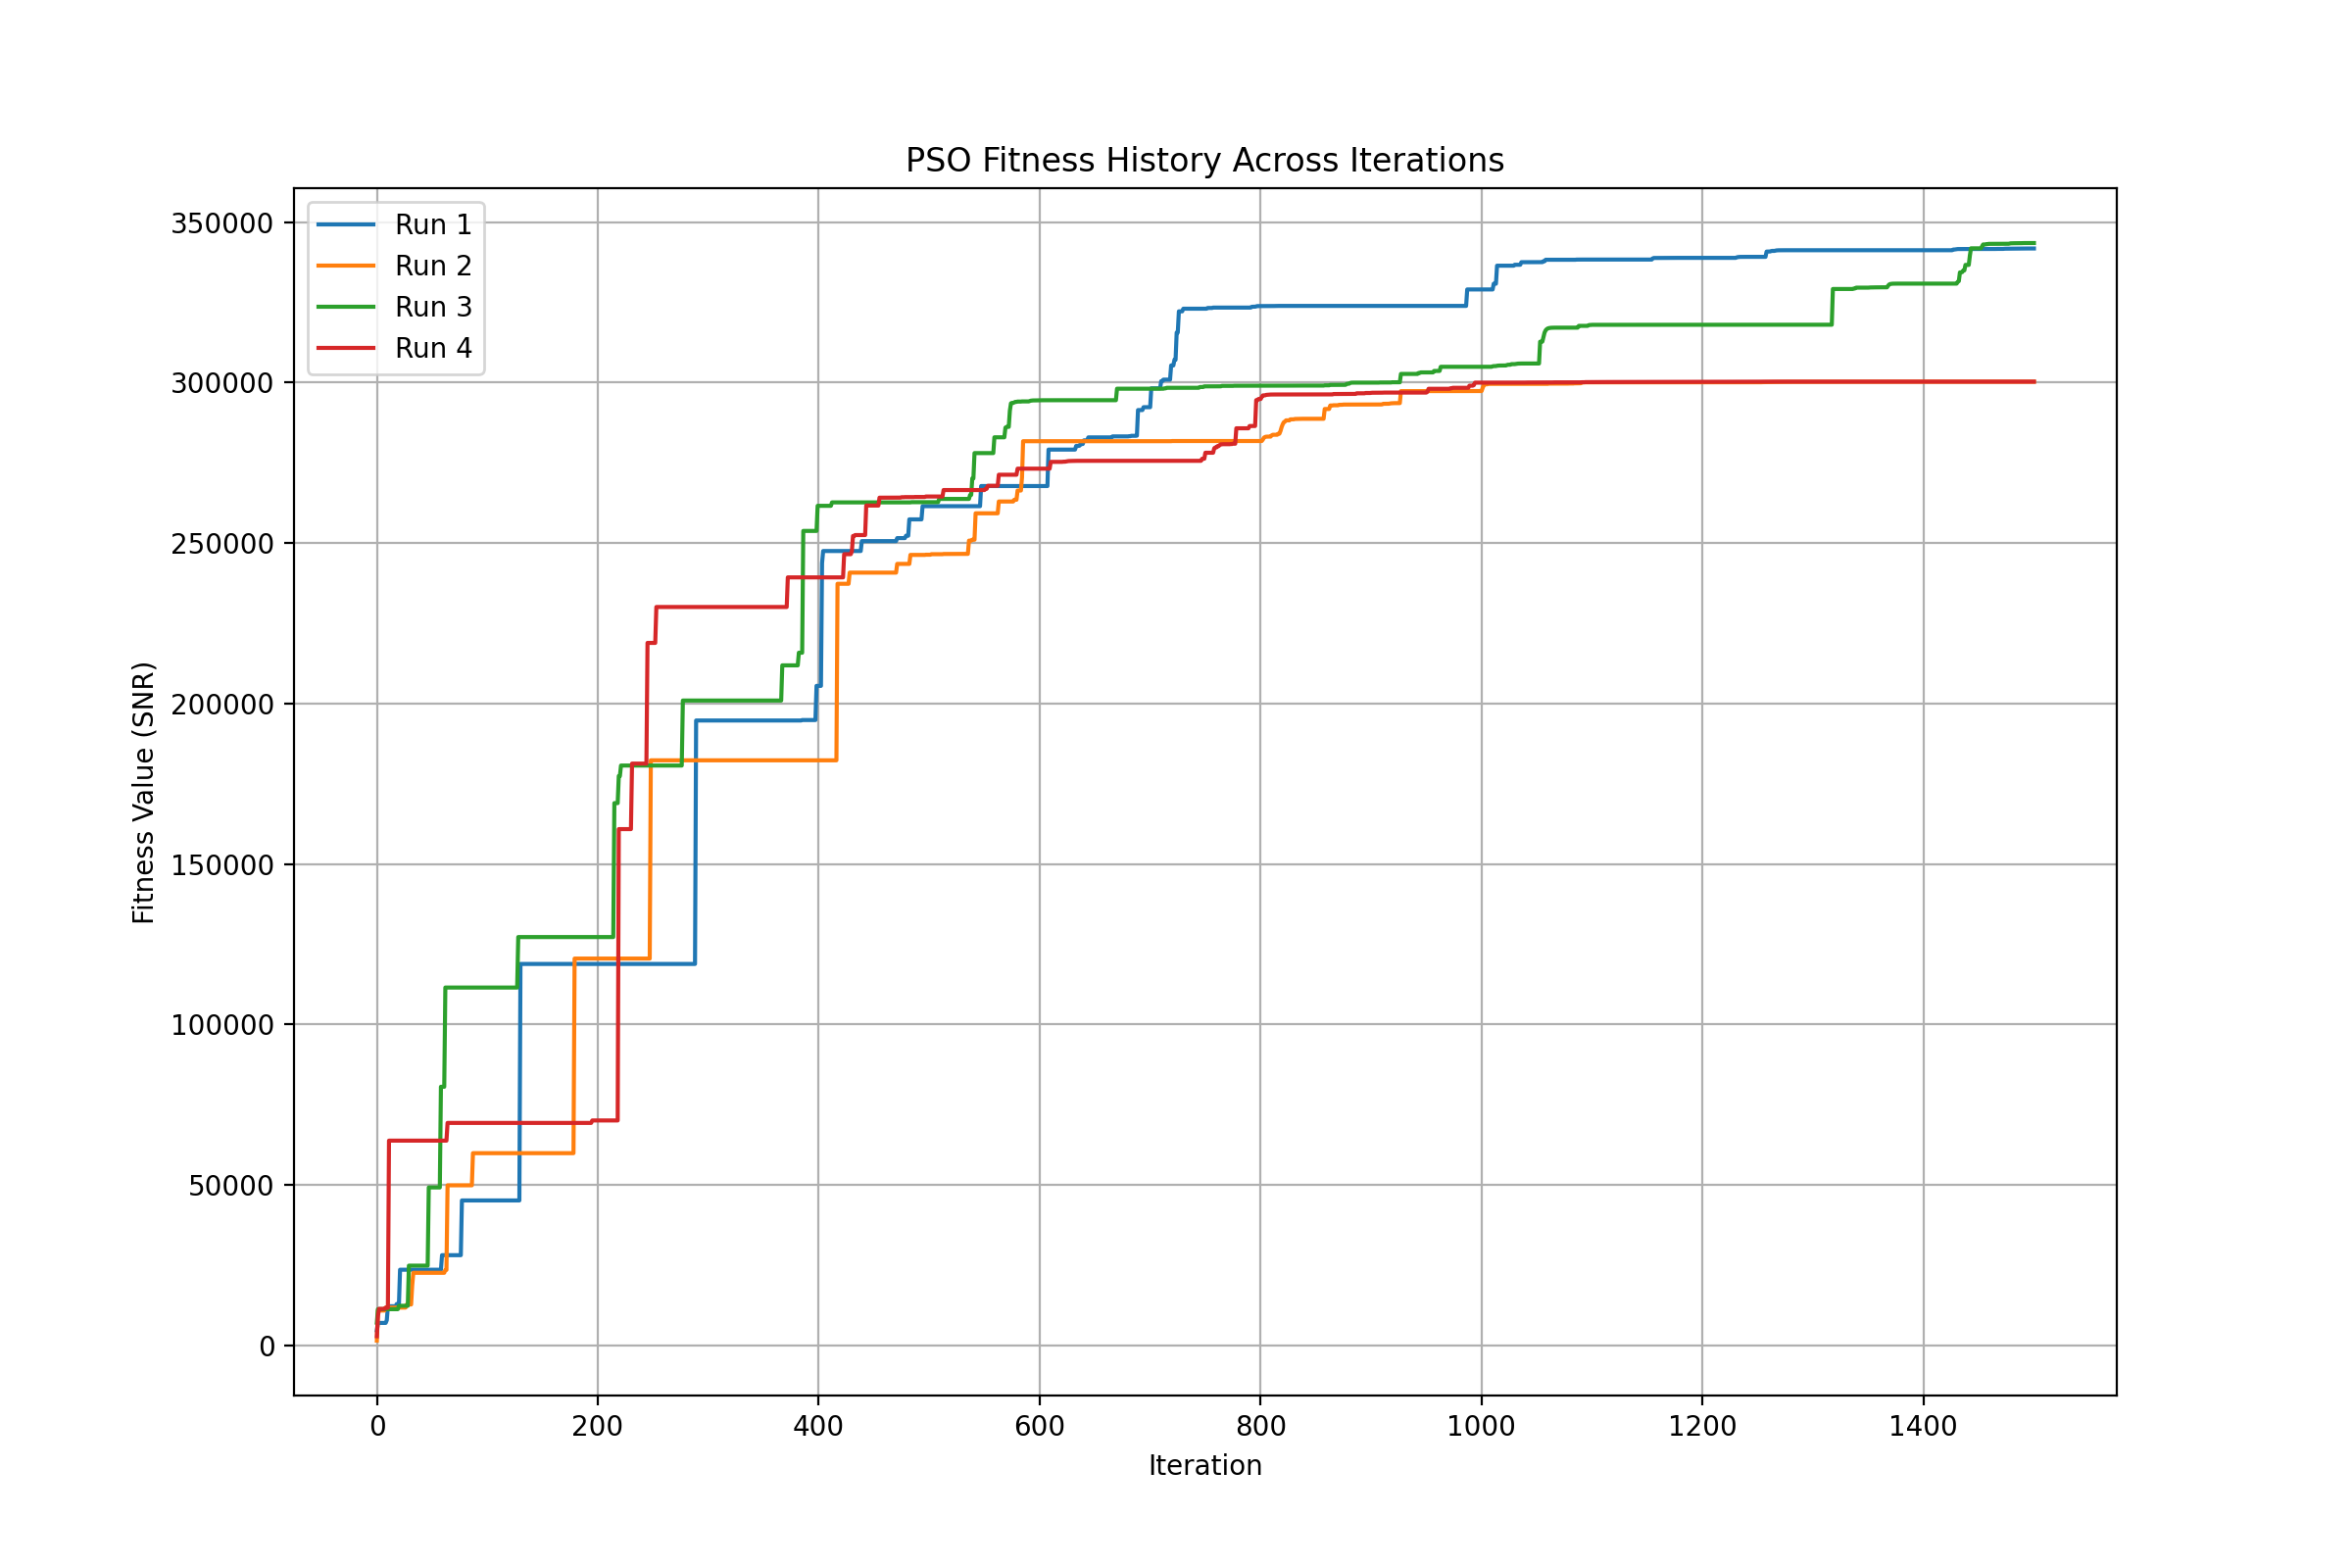 PSO Fitness History Across Iterations
Run 1
Run 2
Run 3
Run 4
350000
300000
250000
200000
150000
100000
50000
0
Fitness Value (SNR)
0 200 400 600 800 1000 1200 1400
Iteration